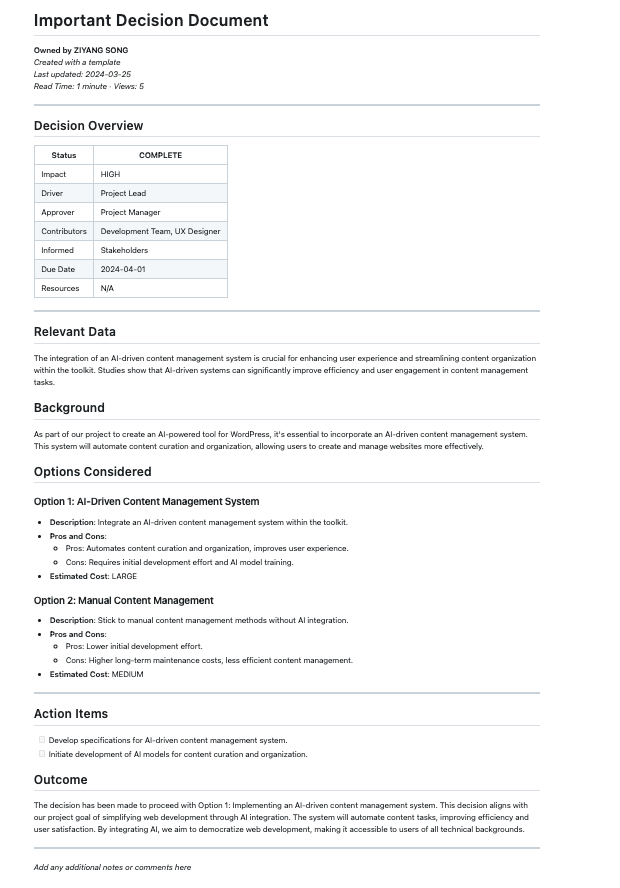 Important Decision Document
Owned by ZIYANG SONG
Created with a template
Last updated: 2024-03-25
Read Time: 1 minute · Views: 5
Decision Overview
Status COMPLETE
Impact HIGH
Driver Project Lead
Approver Project Manager
Contributors Development Team, UX Designer
Informed Stakeholders
Due Date 2024-04-01
Resources N/A
Relevant Data
The integration of an AI-driven content management system is crucial for enhancing user experience and streamlining content organization
within the toolkit. Studies show that AI-driven systems can significantly improve efficiency and user engagement in content management
tasks.
Background
As part of our project to create an AI-powered tool for WordPress, it's essential to incorporate an AI-driven content management system.
This system will automate content curation and organization, allowing users to create and manage websites more effectively.
Options Considered
Option 1: AI-Driven Content Management System
• Description: Integrate an AI-driven content management system within the toolkit.
• Pros and Cons:
◦ Pros: Automates content curation and organization, improves user experience.
◦ Cons: Requires initial development effort and AI model training.
• Estimated Cost: LARGE
Option 2: Manual Content Management
• Description: Stick to manual content management methods without AI integration.
• Pros and Cons:
◦ Pros: Lower initial development effort.
◦ Cons: Higher long-term maintenance costs, less efficient content management.
• Estimated Cost: MEDIUM
Action Items
Develop specifications for AI-driven content management system.
Initiate development of AI models for content curation and organization.
Outcome
The decision has been made to proceed with Option 1: Implementing an AI-driven content management system. This decision aligns with
our project goal of simplifying web development through AI integration. The system will automate content tasks, improving efficiency and
user satisfaction. By integrating AI, we aim to democratize web development, making it accessible to users of all technical backgrounds.
Add any additional notes or comments here